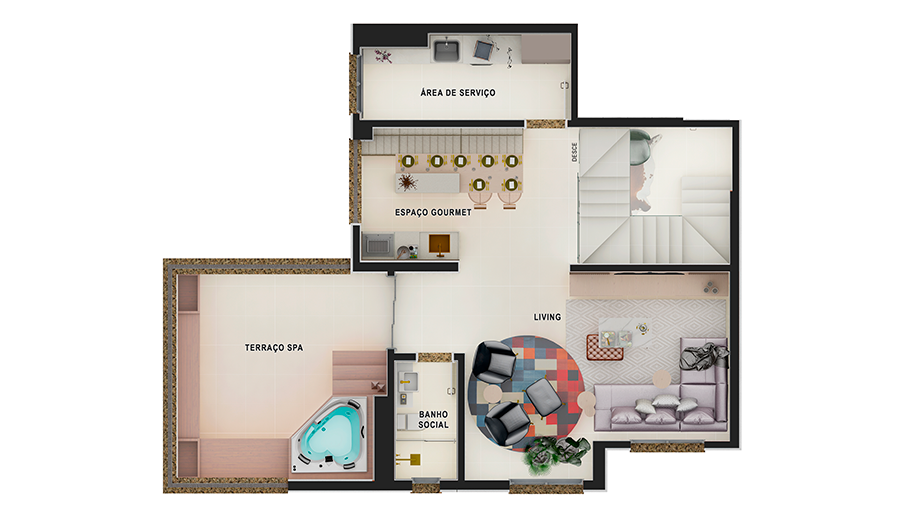 ÁREA DE SERVIÇO
DESCE
ESPAÇO GOURMET
LIVING
TERRAÇO SPA
BANHO
SOCIAL